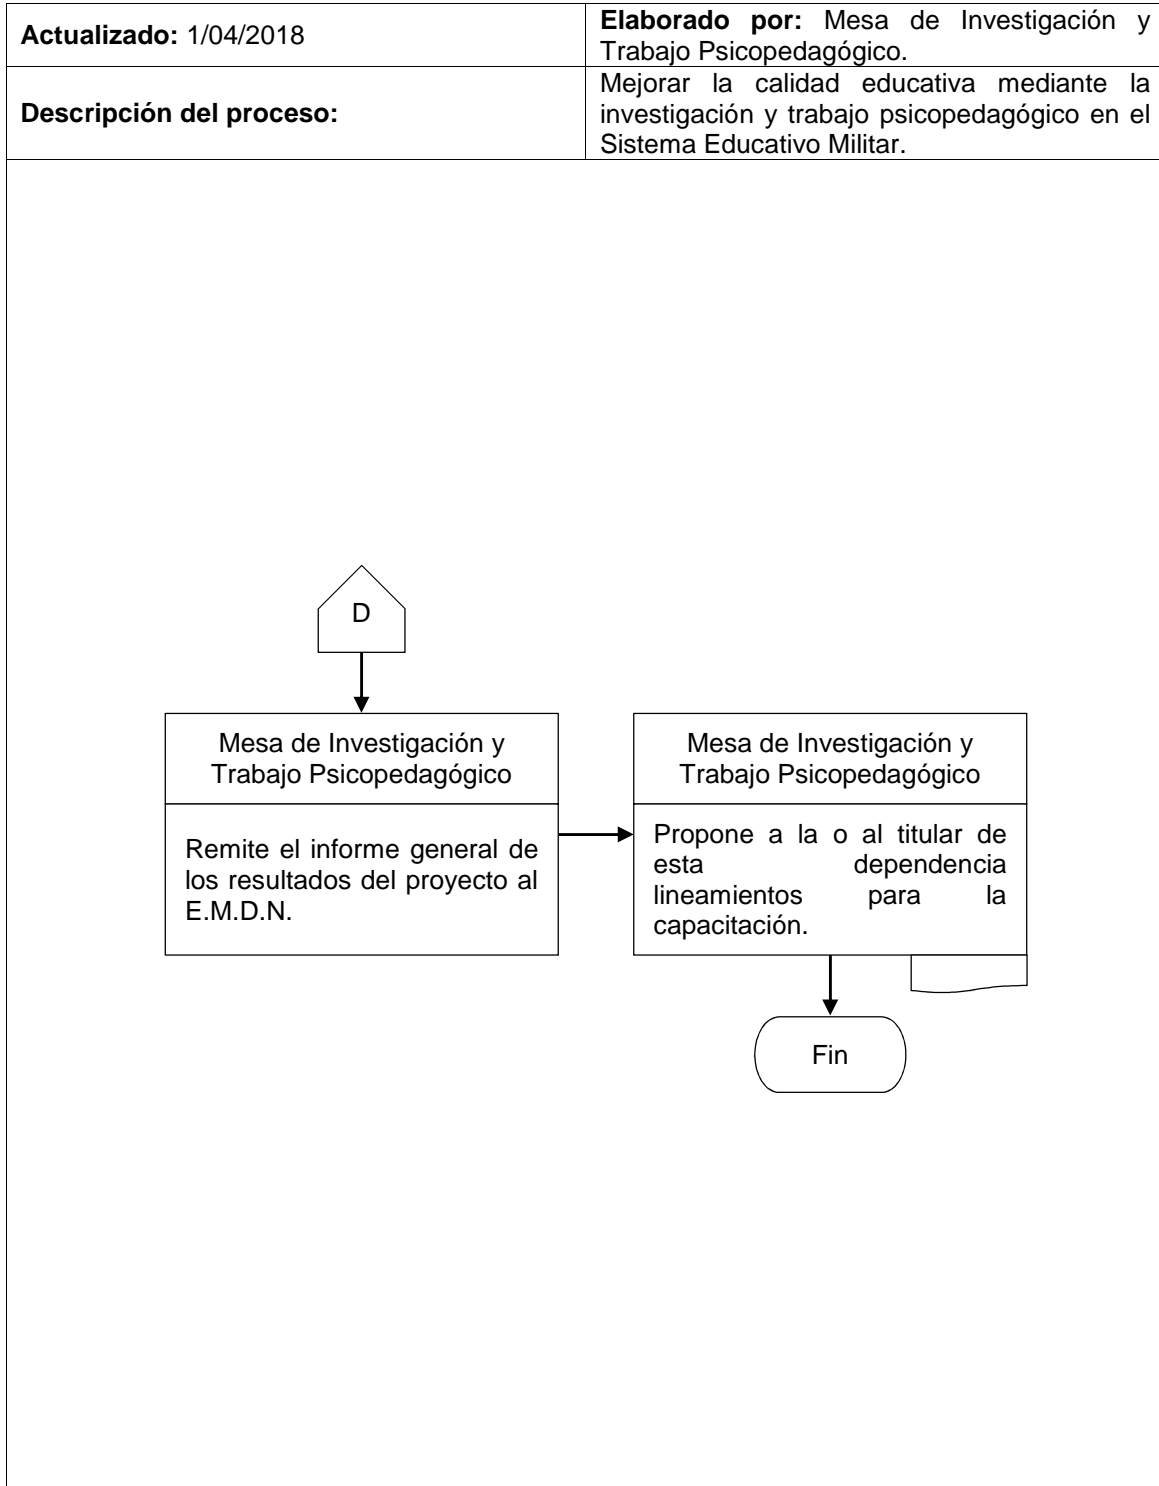 Actualizado: 1/04/2018
Elaborado por: Mesa de Investigación y
Trabajo Psicopedagógico.
Descripción del proceso:
Mejorar la calidad educativa mediante la
investigación y trabajo psicopedagógico en el
Sistema Educativo Militar.
D
Mesa de Investigación y
Trabajo Psicopedagógico
Remite el informe general de
los resultados del proyecto al
E.M.D.N.
Mesa de Investigación y
Trabajo Psicopedagógico
Propone a la o al titular de
esta dependencia
lineamientos para la
capacitación.
Fin